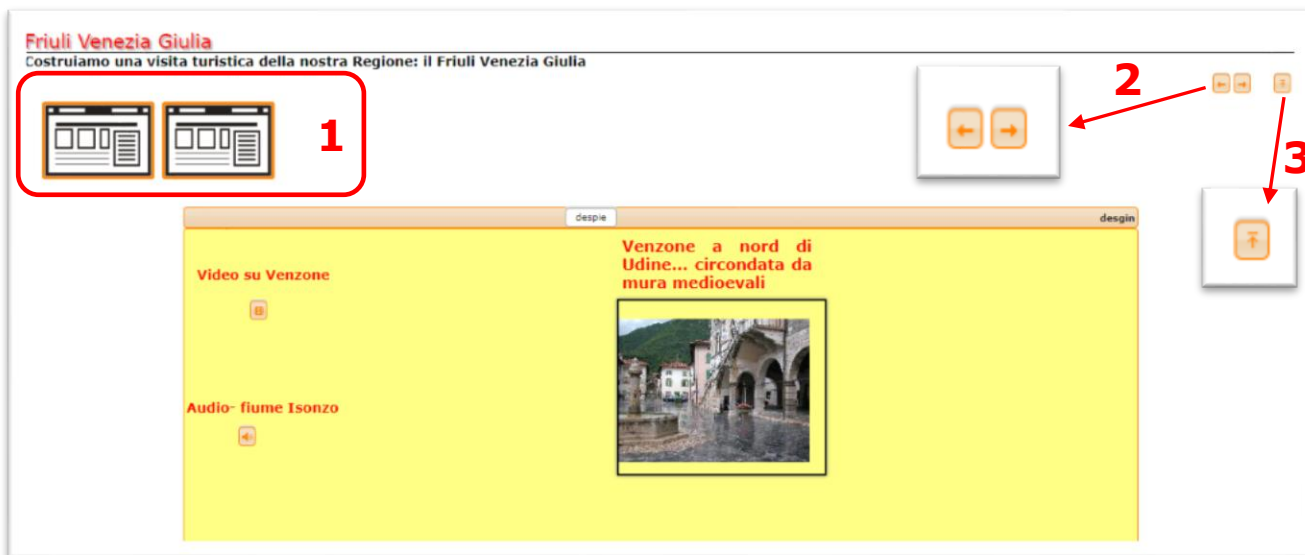 Friuli Venezia Giulia
Costruiamo una visita turistica della nostra Regione: il Friuli Venezia Giulia
1
2
3
despie
desgin
Venzone a nord di
Udine... circondata da
mura medioevali
Video su Venzone
Audio- fiume Isonzo